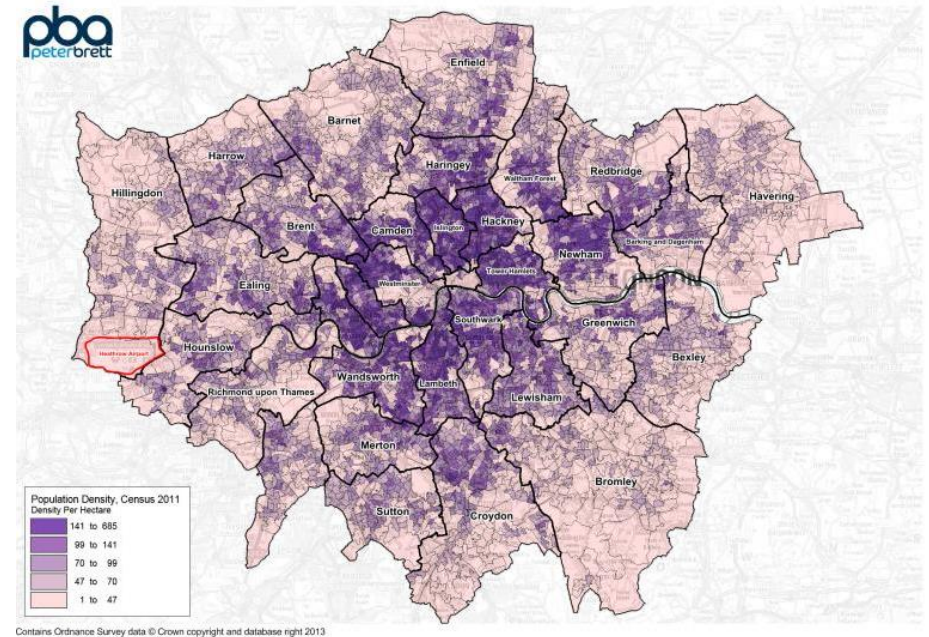 pba
peterbrett
Enfield
Barnet
Harrow
Haringey
Waltham Forest
Redbridge
Hillingdon
Havering
Brent
Camden
Islington
Hackney
Newham
Barking and Dagenham
Tower Hamlets
Westminster
Ealing
LONDON
Southwark
Greenwich
Hounslow
Heathrow Airport
Bexley
Wandsworth
Lambeth
Richmond upon Thames
Lewisham
Merton
Bromley
Sutton
Croydon
Population Density, Census 2011
Density Per Hectare
141 to 685
99 to 141
70 to 99
47 to 70
1 to 47
Contains Ordnance Survey data © Crown copyright and database right 2013